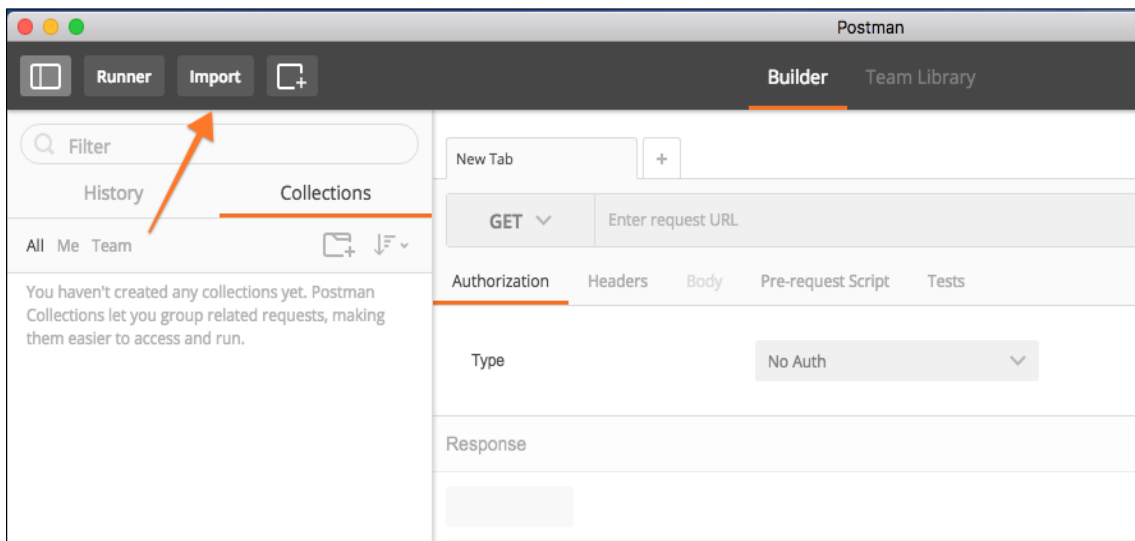 Postman
Runner Import
Builder Team Library
Filter
History Collections
All Me Team
You haven't created any collections yet. Postman
Collections let you group related requests, making
them easier to access and run.
New Tab
GET Enter request URL
Authorization Headers Body Pre-request Script Tests
Type No Auth
Response